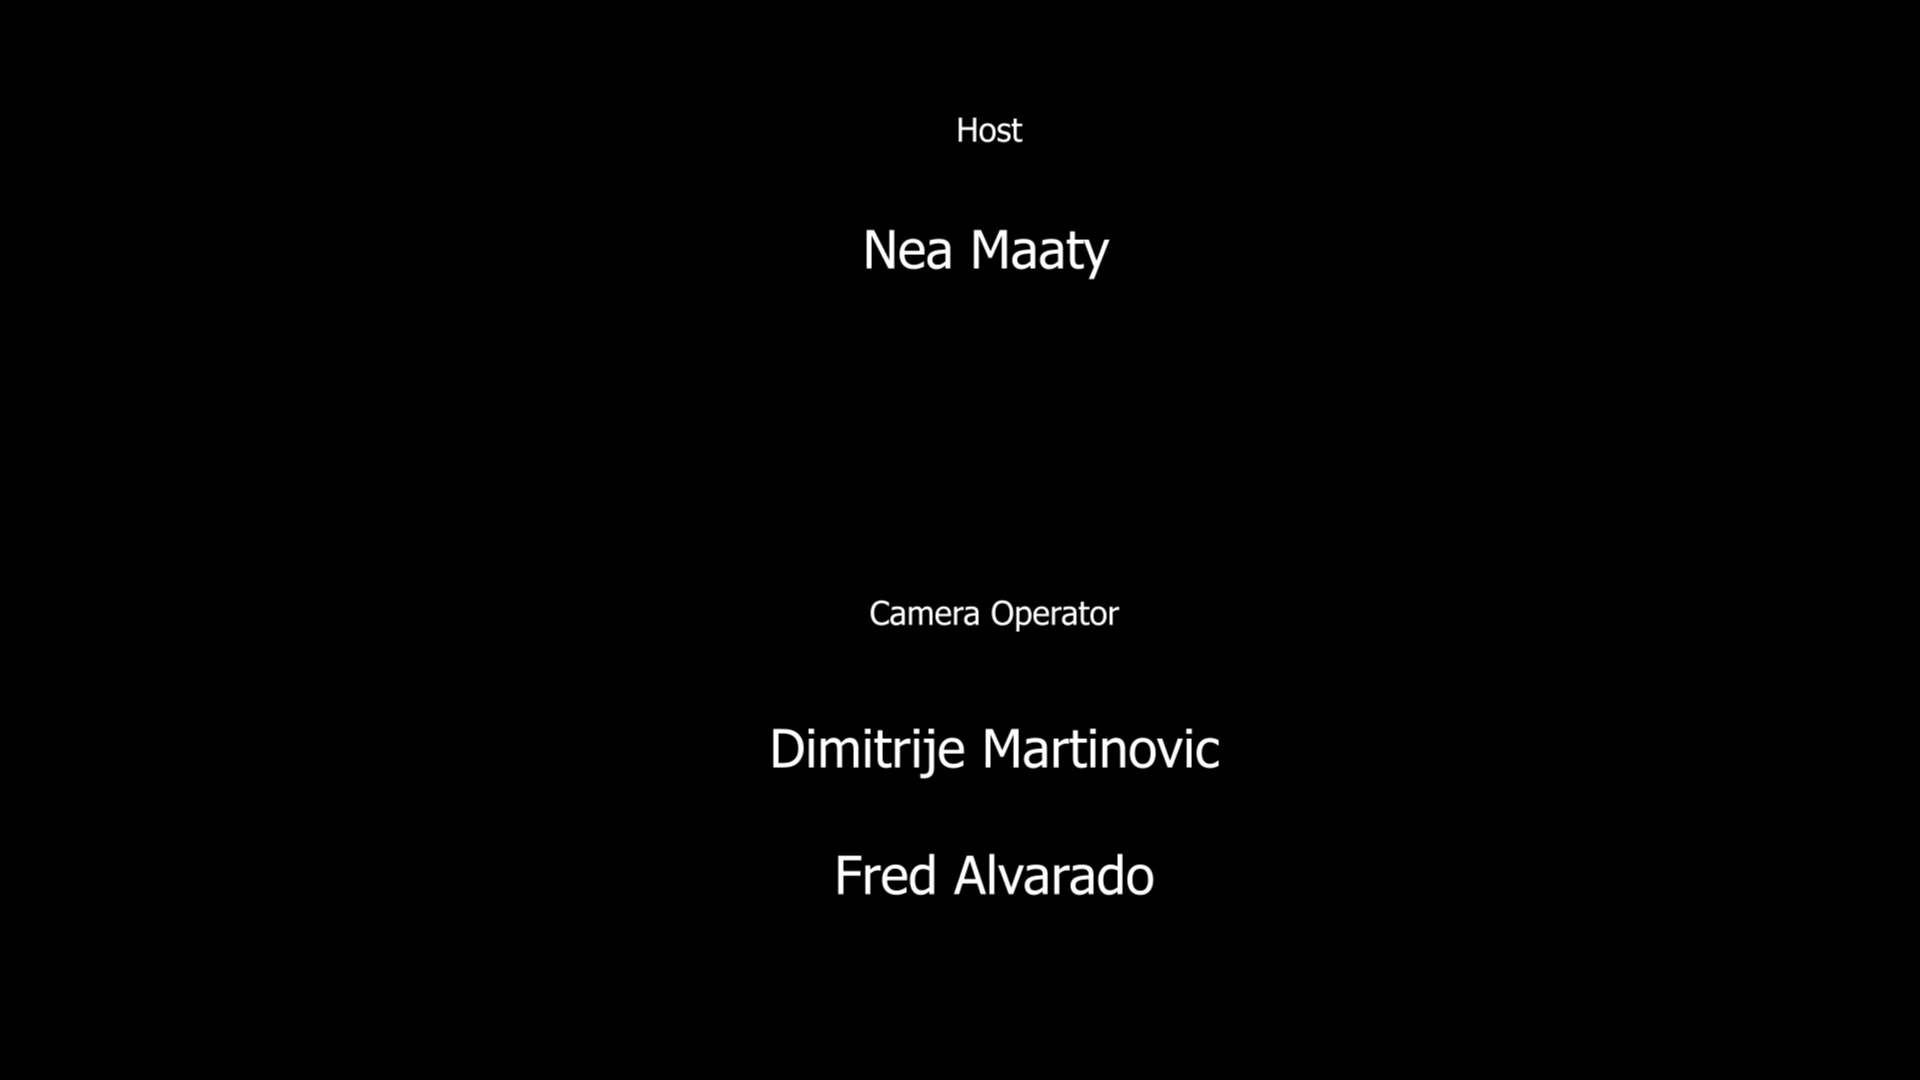 Host
Nea Maaty
Camera Operator
Dimitrije Martinovic
Fred Alvarado